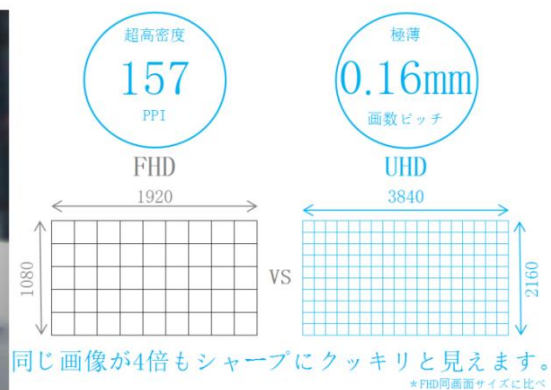 超高密度
157
PPI
極薄
0.16mm
画数ピッチ
FHD
1920
1080
VS
UHD
3840
2160
同じ画像が4倍もシャープにクッキリと見えます。
*FHD同画面サイズに比べ